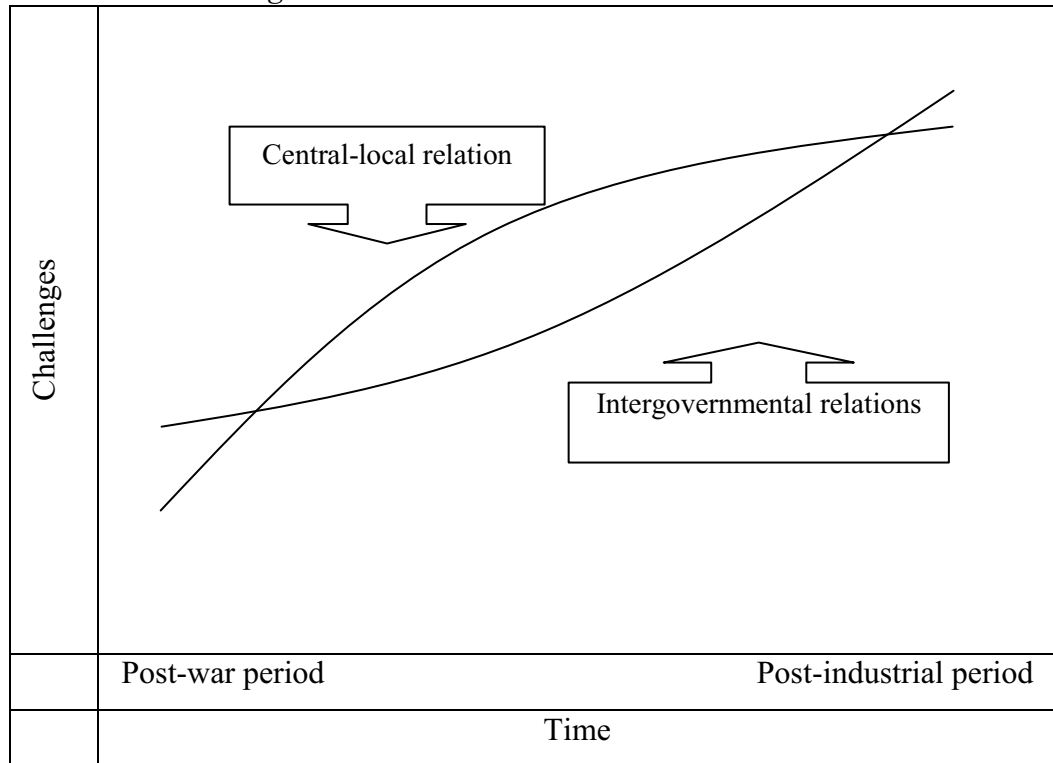 Central-local relation
Challenges
Intergovernmental relations
Post-war period
Post-industrial period
Time